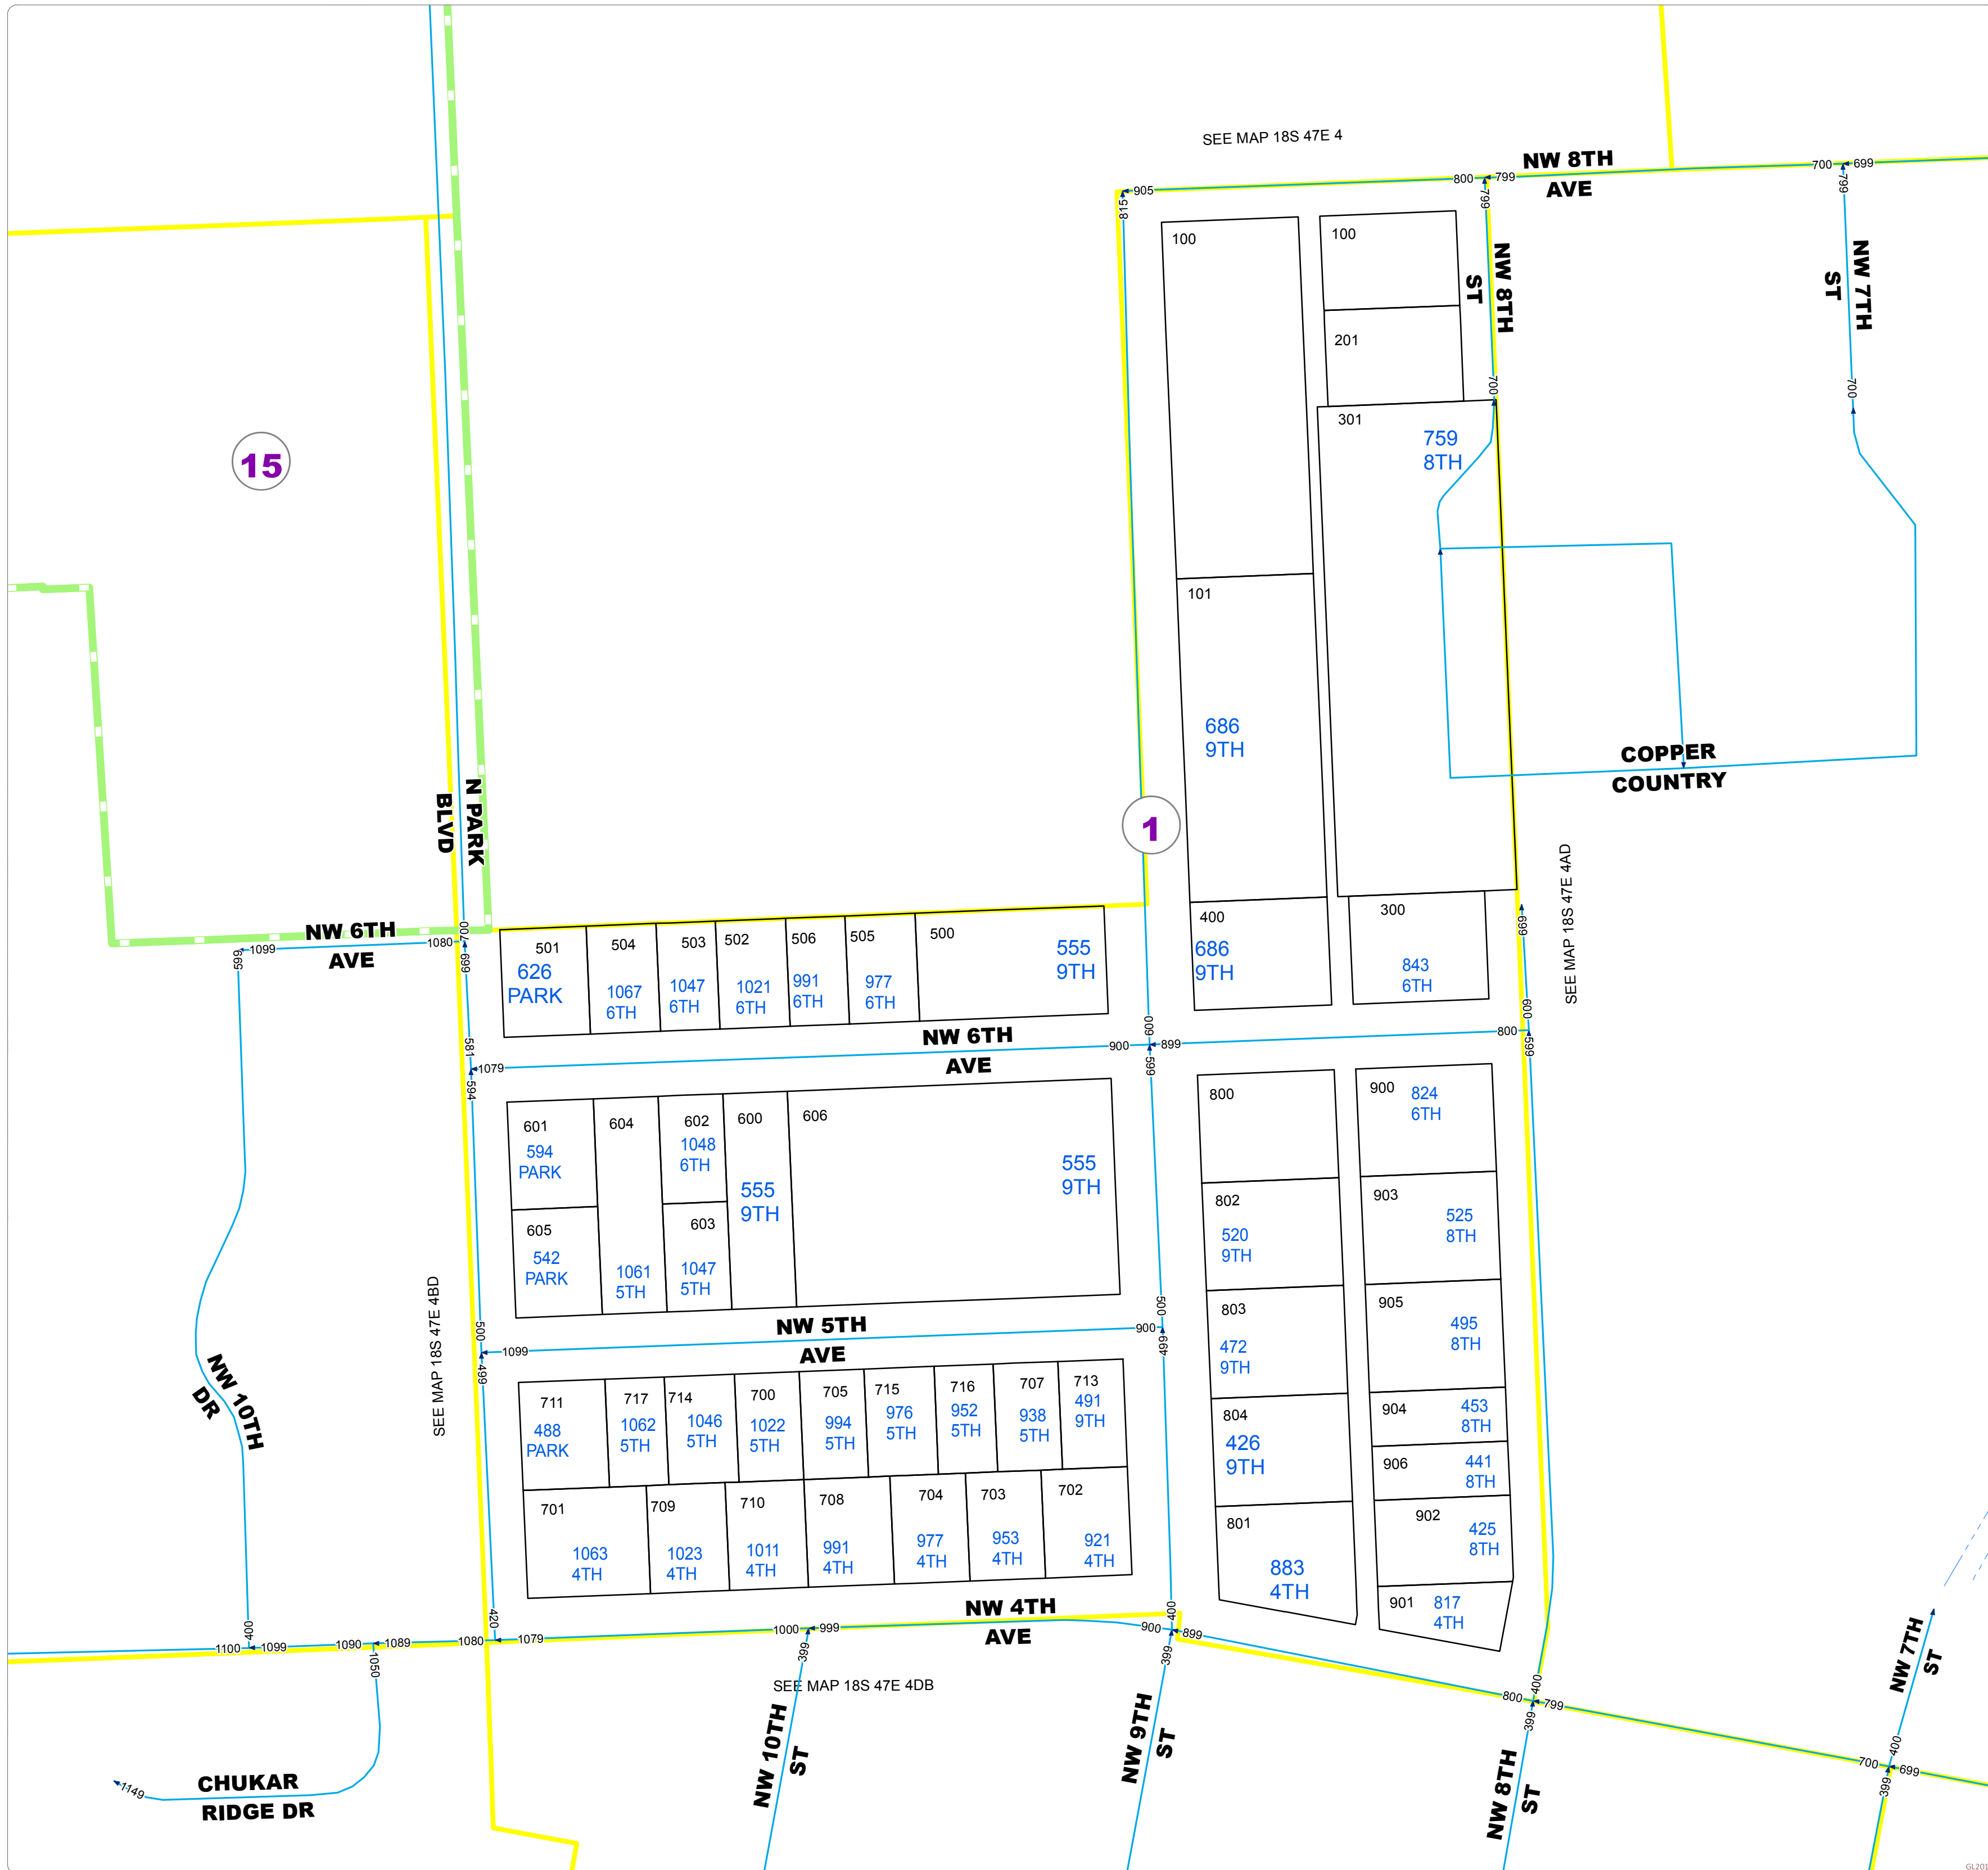 SEE MAP 18S 47E 4
905
800
799
NW 8TH
AVE
700
699
815
799
NW 8TH
ST
700
799
NW 7TH
ST
700
100
100
201
301
759
8TH
15
101
686
9TH
1
COPPER
COUNTRY
N PARK
BLVD
SEE MAP 18S 47E 4AD
400
686
9TH
300
843
6TH
699
600
599
NW 6TH
AVE
1099
1080
700
699
699
501
626
PARK
504
1067
6TH
503
1047
6TH
502
1021
6TH
506
991
6TH
505
977
6TH
500
555
9TH
581
594
1079
NW 6TH
AVE
900
899
600
599
800
601
594
PARK
604
1061
5TH
602
1048
6TH
600
555
9TH
606
555
9TH
605
542
PARK
603
1047
5TH
800
900
824
6TH
802
520
9TH
903
525
8TH
803
472
9TH
905
495
8TH
804
426
9TH
904
453
8TH
906
441
8TH
801
883
4TH
902
425
8TH
901
817
4TH
SEE MAP 18S 47E 4BD
500
499
1099
NW 5TH
AVE
900
500
499
711
488
PARK
717
1062
5TH
714
1046
5TH
700
1022
5TH
705
994
5TH
715
976
5TH
716
952
5TH
707
938
5TH
713
491
9TH
701
1063
4TH
709
1023
4TH
710
1011
4TH
708
991
4TH
704
977
4TH
703
953
4TH
702
921
4TH
NW 10TH
DR
400
1100
1099
1090
1089
1080
1079
420
1050
1000
999
NW 4TH
AVE
400
900
899
399
399
SEE MAP 18S 47E 4DB
NW 10TH
ST
NW 9TH
ST
800
799
400
399
NW 8TH
ST
NW 7TH
ST
400
700
699
399
1149
CHUKAR
RIDGE DR
GL201